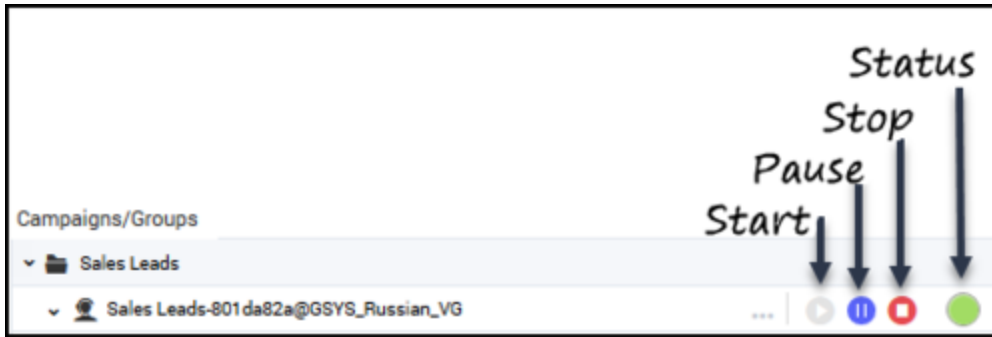 Status
Stop
Pause
Start
Campaigns/Groups
Sales Leads
Sales Leads-801da82a@GSYS_Russian_VG
...